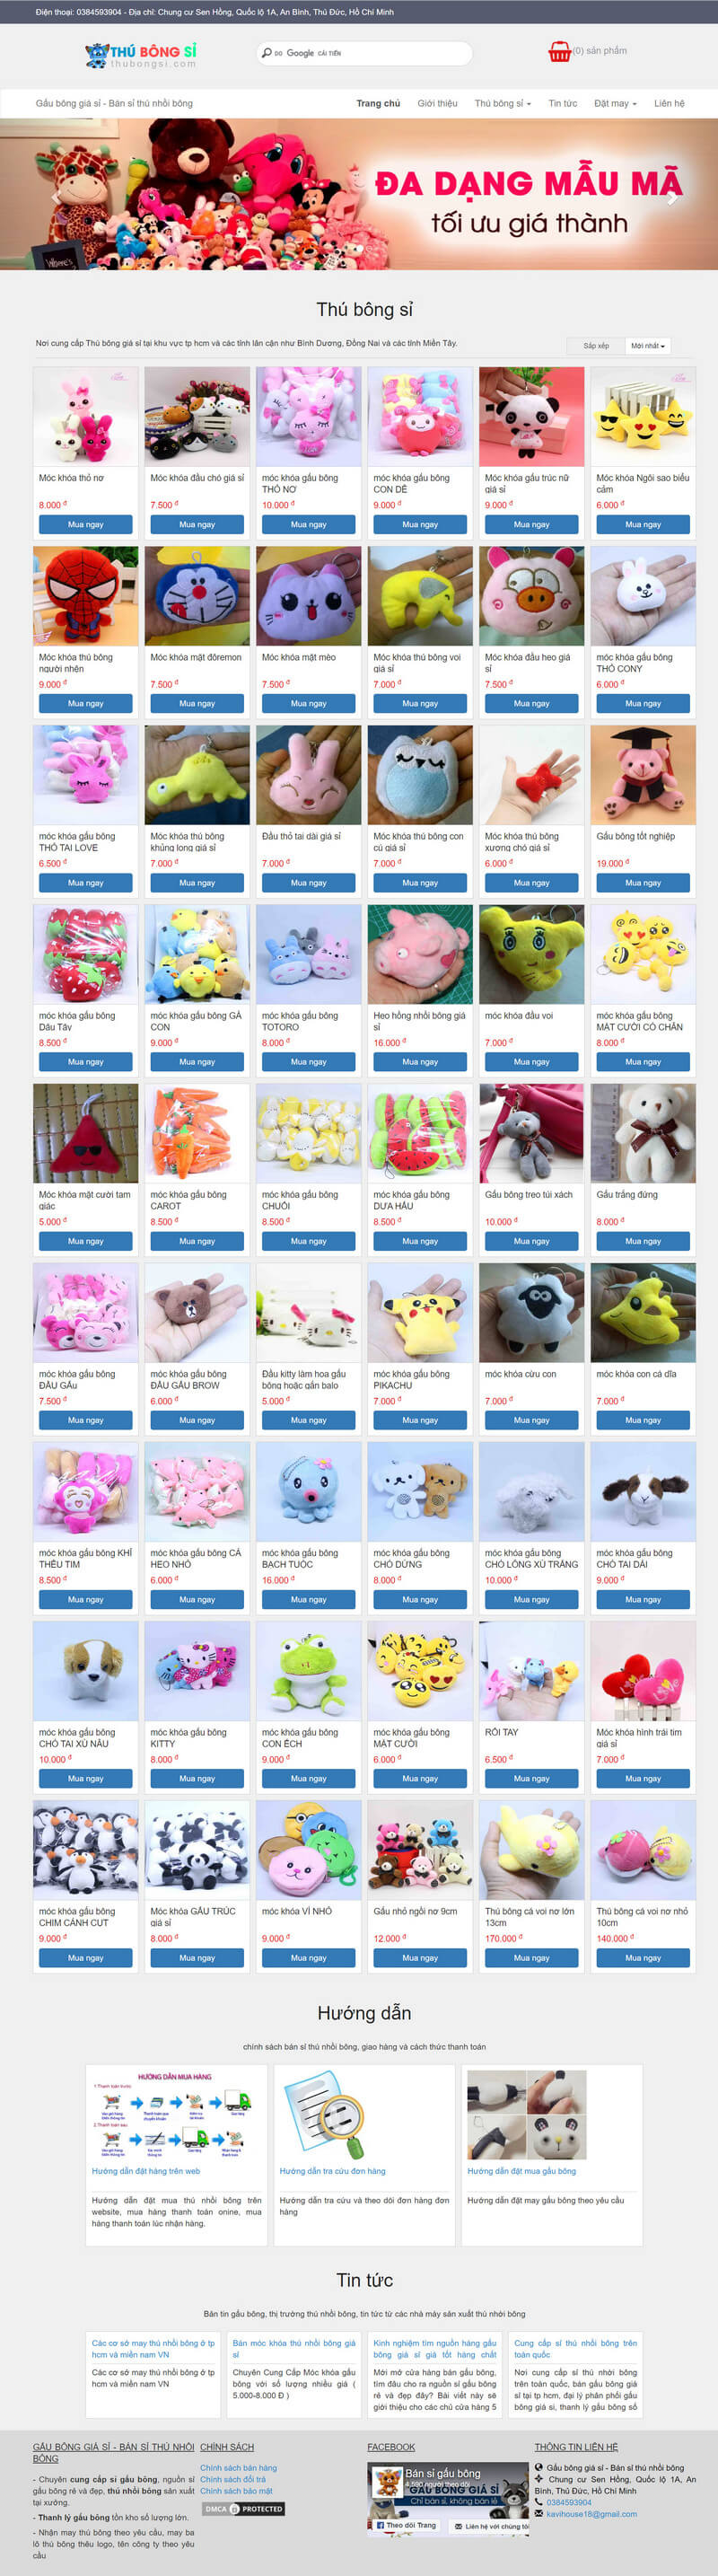 Điện thoại: 0384593904 - Địa chỉ: Chung cư Sen Hồng, Quốc lộ 1A, An Bình, Thủ Đức, Hồ Chí Minh
THÚ BÔNG SỈ
thubongsi.com
Google
(0) sản phẩm
Gấu bông giá sỉ - Bán sỉ thú nhồi bông
Trang chủ Giới thiệu Thú bông sỉ Tin tức Đặt may Liên hệ
ĐA DẠNG MẪU MÃ
tối ưu giá thành
Where's
Thú bông sỉ
Nơi cung cấp Thú bông giá sỉ tại khu vực tp hcm và các tỉnh lân cận như Bình Dương, Đồng Nai và các tỉnh Miền Tây.
Sắp xếp Mới nhất
Móc khóa thỏ nơ
8.000 đ
Mua ngay
Móc khóa đầu chó giá sỉ
7.500 đ
Mua ngay
móc khóa gấu bông
THỎ NƠ
10.000 đ
Mua ngay
móc khóa gấu bông
CON DÊ
9.000 đ
Mua ngay
Móc khóa gấu trúc nữ
giá sỉ
9.000 đ
Mua ngay
Móc khóa Ngôi sao biểu
cảm
6.000 đ
Mua ngay
Móc khóa thú bông
người nhện
9.000 đ
Mua ngay
Móc khóa mặt đôremon
7.500 đ
Mua ngay
Móc khóa mặt mèo
7.500 đ
Mua ngay
Móc khóa thú bông voi
giá sỉ
7.000 đ
Mua ngay
Móc khóa đầu heo giá
sỉ
7.500 đ
Mua ngay
móc khóa gấu bông
THỎ CONY
6.000 đ
Mua ngay
móc khóa gấu bông
THỎ TAI LOVE
6.500 đ
Mua ngay
Móc khóa thú bông
khủng long giá sỉ
7.000 đ
Mua ngay
Đầu thỏ tai dài giá sỉ
7.000 đ
Mua ngay
Móc khóa thú bông con
cú giá sỉ
7.000 đ
Mua ngay
Móc khóa thú bông
xương chó giá sỉ
6.000 đ
Mua ngay
Gấu bông tốt nghiệp
19.000 đ
Mua ngay
móc khóa gấu bông
Dâu Tây
8.500 đ
Mua ngay
móc khóa gấu bông GÀ
CON
9.000 đ
Mua ngay
móc khóa gấu bông
TOTORO
8.000 đ
Mua ngay
Heo hồng nhồi bông giá
sỉ
16.000 đ
Mua ngay
móc khóa đầu voi
7.000 đ
Mua ngay
móc khóa gấu bông
MẶT CƯỜI CÓ CHÂN
8.000 đ
Mua ngay
Móc khóa mặt cười tam
giác
5.000 đ
Mua ngay
móc khóa gấu bông
CAROT
8.500 đ
Mua ngay
móc khóa gấu bông
CHUỐI
8.500 đ
Mua ngay
móc khóa gấu bông
DƯA HẤU
8.500 đ
Mua ngay
Gấu bông treo túi xách
10.000 đ
Mua ngay
Gấu trắng đứng
8.000 đ
Mua ngay
móc khóa gấu bông
ĐẦU GẤu
7.500 đ
Mua ngay
móc khóa gấu bông
ĐẦU GẤU BROW
6.000 đ
Mua ngay
Đầu kitty làm hoa gấu
bông hoặc gắn balo
5.000 đ
Mua ngay
móc khóa gấu bông
PIKACHU
7.000 đ
Mua ngay
móc khóa cừu con
7.000 đ
Mua ngay
móc khóa con cá dĩa
7.000 đ
Mua ngay
móc khóa gấu bông KHỈ
THÊU TIM
8.500 đ
Mua ngay
móc khóa gấu bông CÁ
HEO NHỎ
6.000 đ
Mua ngay
móc khóa gấu bông
BẠCH TUỘC
16.000 đ
Mua ngay
móc khóa gấu bông
CHÓ DỪNG
8.000 đ
Mua ngay
móc khóa gấu bông
CHÓ LÔNG XÙ TRẮNG
10.000 đ
Mua ngay
móc khóa gấu bông
CHÓ TAI DÀI
9.000 đ
Mua ngay
móc khóa gấu bông
CHÓ TAI XÙ NÂU
10.000 đ
Mua ngay
móc khóa gấu bông
KITTY
8.000 đ
Mua ngay
móc khóa gấu bông
CON ẾCH
9.000 đ
Mua ngay
móc khóa gấu bông
MẶT CƯỜI
6.000 đ
Mua ngay
RỐI TAY
6.500 đ
Mua ngay
Móc khóa hình trái tim
giá sỉ
7.000 đ
Mua ngay
móc khóa gấu bông
CHIM CÁNH CỤT
9.000 đ
Mua ngay
Móc khóa GẤU TRÚC
giá sỉ
8.000 đ
Mua ngay
móc khóa VÍ NHỎ
9.000 đ
Mua ngay
Gấu nhỏ ngồi nơ 9cm
12.000 đ
Mua ngay
Thú bông cá voi nơ lớn
13cm
170.000 đ
Mua ngay
Thú bông cá voi nơ nhỏ
10cm
140.000 đ
Mua ngay
Hướng dẫn
chính sách bán sỉ thú nhồi bông, giao hàng và cách thức thanh toán
HƯỚNG DẪN MUA HÀNG
Hướng dẫn đặt hàng trên web
Hướng dẫn đặt mua thú nhồi bông trên
website, mua hàng thanh toán onine, mua
hàng thanh toán lúc nhận hàng.
Hướng dẫn tra cứu đơn hàng
Hướng dẫn tra cứu và theo dõi đơn hàng đơn
hàng
Hướng dẫn đặt mua gấu bông
Hướng dẫn đặt may gấu bông theo yêu cầu
Tin tức
Bản tin gấu bông, thị trường thú nhồi bông, tin tức từ các nhà máy sản xuất thú nhồi bông
Các cơ sở may thú nhồi bông ở tp
hcm và miền nam VN
Các cơ sở may thú nhồi bông ở tp
hcm và miền nam VN
Bán móc khóa thú nhồi bông giá
sỉ
Chuyên Cung Cấp Móc khóa gấu
bông với số lượng nhiều giá (
5.000-8.000 Đ )
Kinh nghiệm tìm nguồn hàng gấu
bông giá sỉ giá tốt hàng chất
Mới mở cửa hàng bán gấu bông,
tìm đâu cho ra nguồn sỉ gấu bông
rẻ và đẹp đây? Bài viết này sẽ
giới thiệu cho các chủ cửa hàng 5
Cung cấp sỉ thú nhồi bông trên
toàn quốc
Nơi cung cấp sỉ thú nhồi bông
trên toàn quốc, bán gấu bông giá
sỉ tại tp hcm, đại lý phân phối gấu
bông giá sỉ, thanh lý gấu bông số
GẤU BÔNG GIÁ SỈ - BÁN SỈ THÚ NHỒI
BÔNG
- Chuyên cung cấp sỉ gấu bông, nguồn sỉ
gấu bông rẻ và đẹp, thú nhồi bông sản xuất
tại xưởng.
- Thanh lý gấu bông tồn kho số lượng lớn.
- Nhận may thú bông theo yêu cầu, may ba
lô thú bông thêu logo, tên công ty theo yêu
cầu
CHÍNH SÁCH
Chính sách bán hàng
Chính sách đổi trả
Chính sách bảo mật
DMCA PROTECTED
FACEBOOK
Bán sỉ gấu bông
4.590 người theo dõi
GẤU BÔNG GIÁ SỈ
Chỉ bán sỉ, không bán lẻ
Theo dõi Trang Liên hệ với chúng tôi
THÔNG TIN LIÊN HỆ
Gấu bông giá sỉ - Bán sỉ thú nhồi bông
Chung cư Sen Hồng, Quốc lộ 1A, An
Bình, Thủ Đức, Hồ Chí Minh
0384593904
kavihouse18@gmail.com